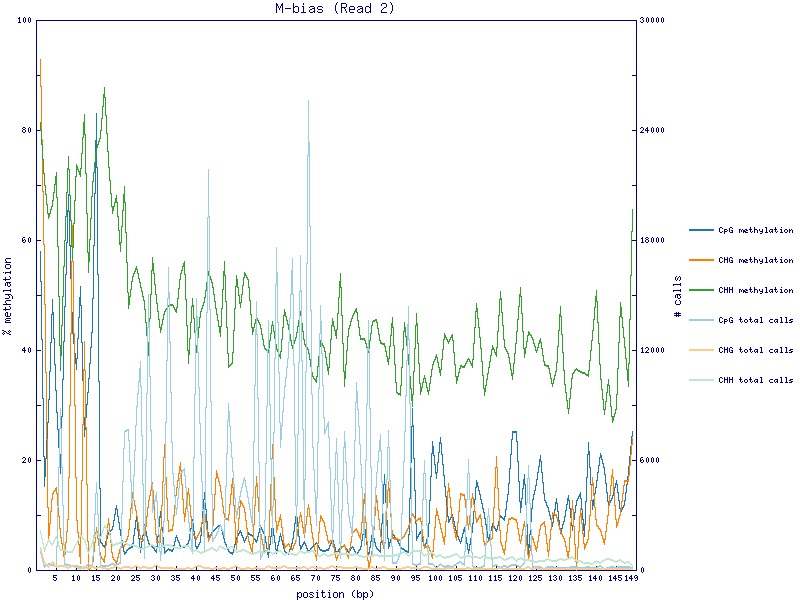 M-bias (Read 2)
100
80
60
40
20
0
% methylation
30000
24000
18000
12000
6000
0
# calls
5 10 15 20 25 30 35 40 45 50 55 60 65 70 75 80 85 90 95 100 105 110 115 120 125 130 135 140 145 149
position (bp)
CpG methylation
CHG methylation
CHH methylation
CpG total calls
CHG total calls
CHH total calls